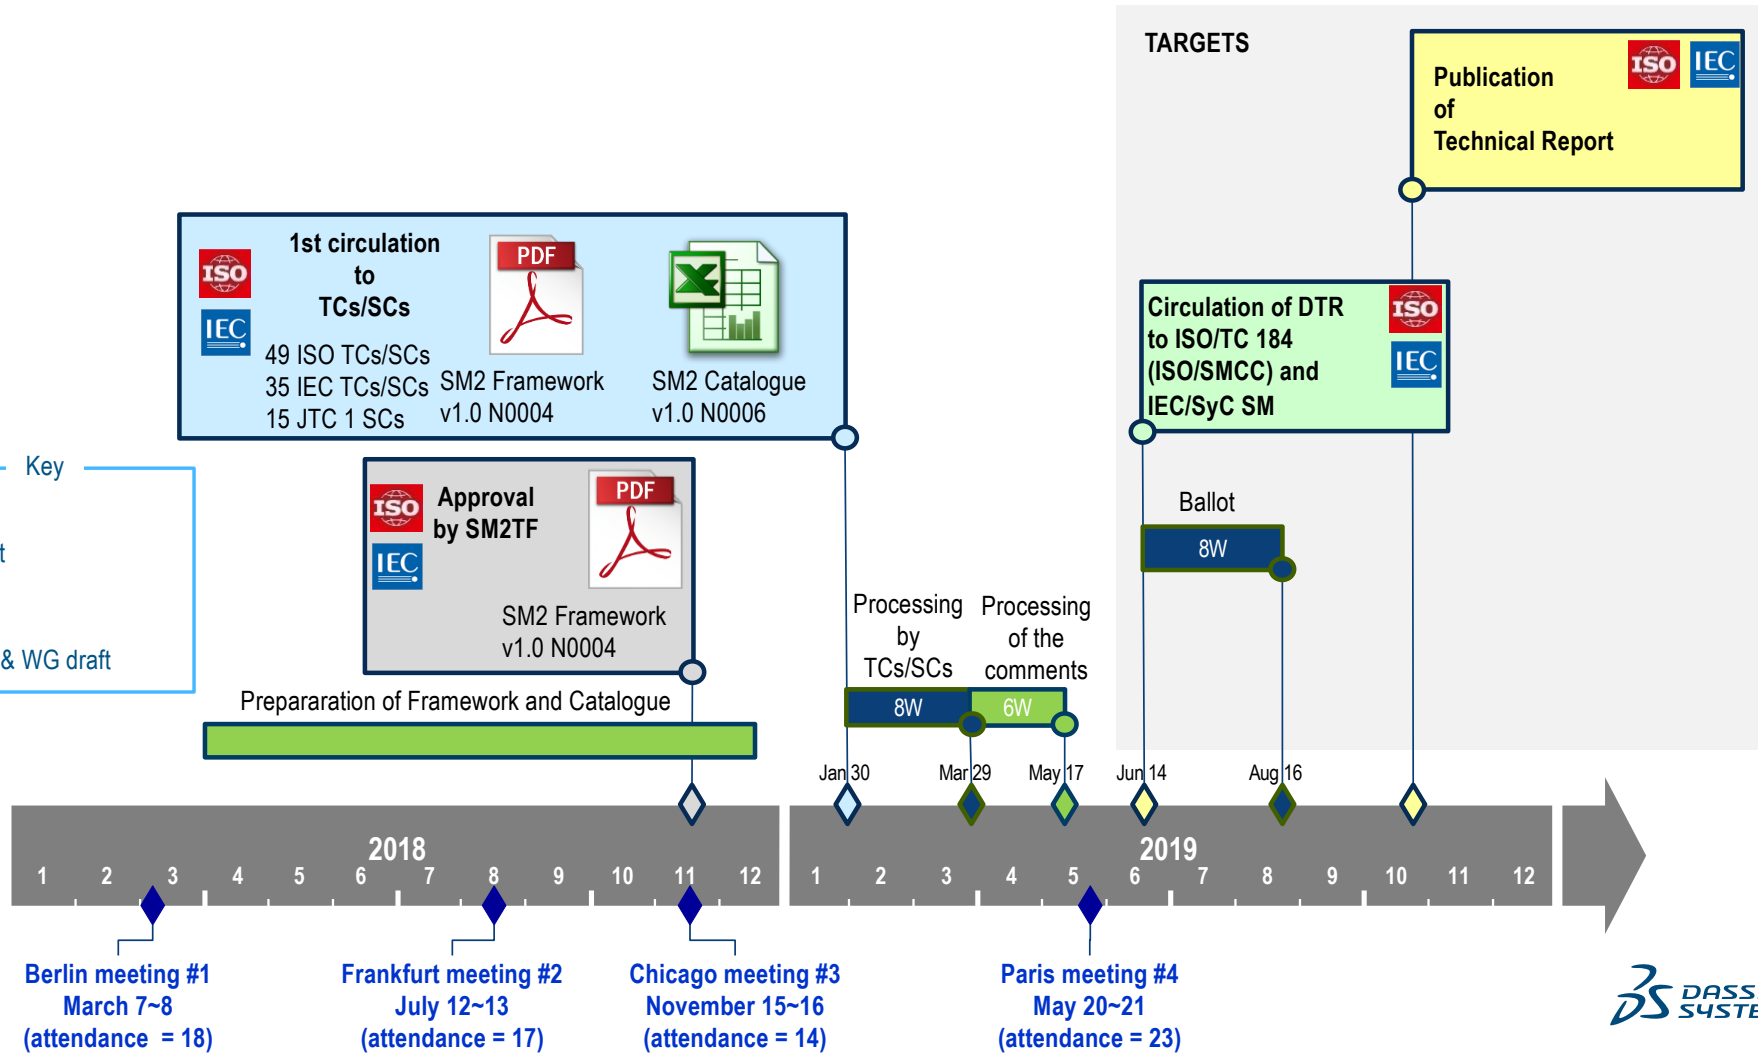 TARGETS
Publication
of
Technical Report
ISO
IEC
1st circulation
to
TCs/SCs
ISO
IEC
49 ISO TCs/SCs
35 IEC TCs/SCs
15 JTC 1 SCs
PDF
SM2 Framework
v1.0 N0004
SM2 Catalogue
v1.0 N0006
Circulation of DTR
to ISO/TC 184
(ISO/SMCC) and
IEC/SyC SM
ISO
IEC
Key
t
& WG draft
ISO
IEC
Approval
by SM2TF
PDF
SM2 Framework
v1.0 N0004
Ballot
8W
Prepararation of Framework and Catalogue
Processing
by
TCs/SCs
Processing
of the
comments
8W
6W
Jan 30
Mar 29
May 17
Jun 14
Aug 16
2018
1 2 3 4 5 6 7 8 9 10 11 12
2019
1 2 3 4 5 6 7 8 9 10 11 12
Berlin meeting #1
March 7~8
(attendance = 18)
Frankfurt meeting #2
July 12~13
(attendance = 17)
Chicago meeting #3
November 15~16
(attendance = 14)
Paris meeting #4
May 20~21
(attendance = 23)
DASS
SYSTE